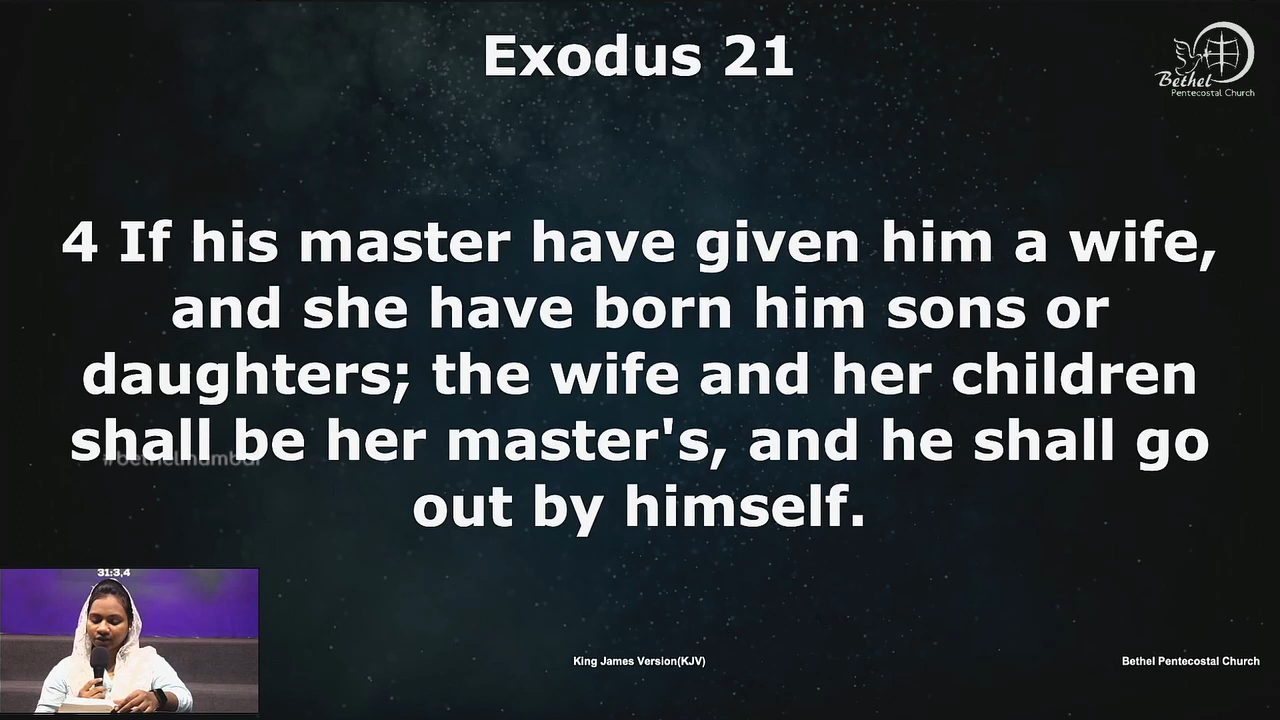 Exodus 21
Bethel
Pentecostal Church
4 If his master have given him a wife,
and she have born him sons or
daughters; the wife and her children
shall be her master's, and he shall go
out by himself.
#bethelmumbai
31:3,4
King James Version(KJV)
Bethel Pentecostal Church